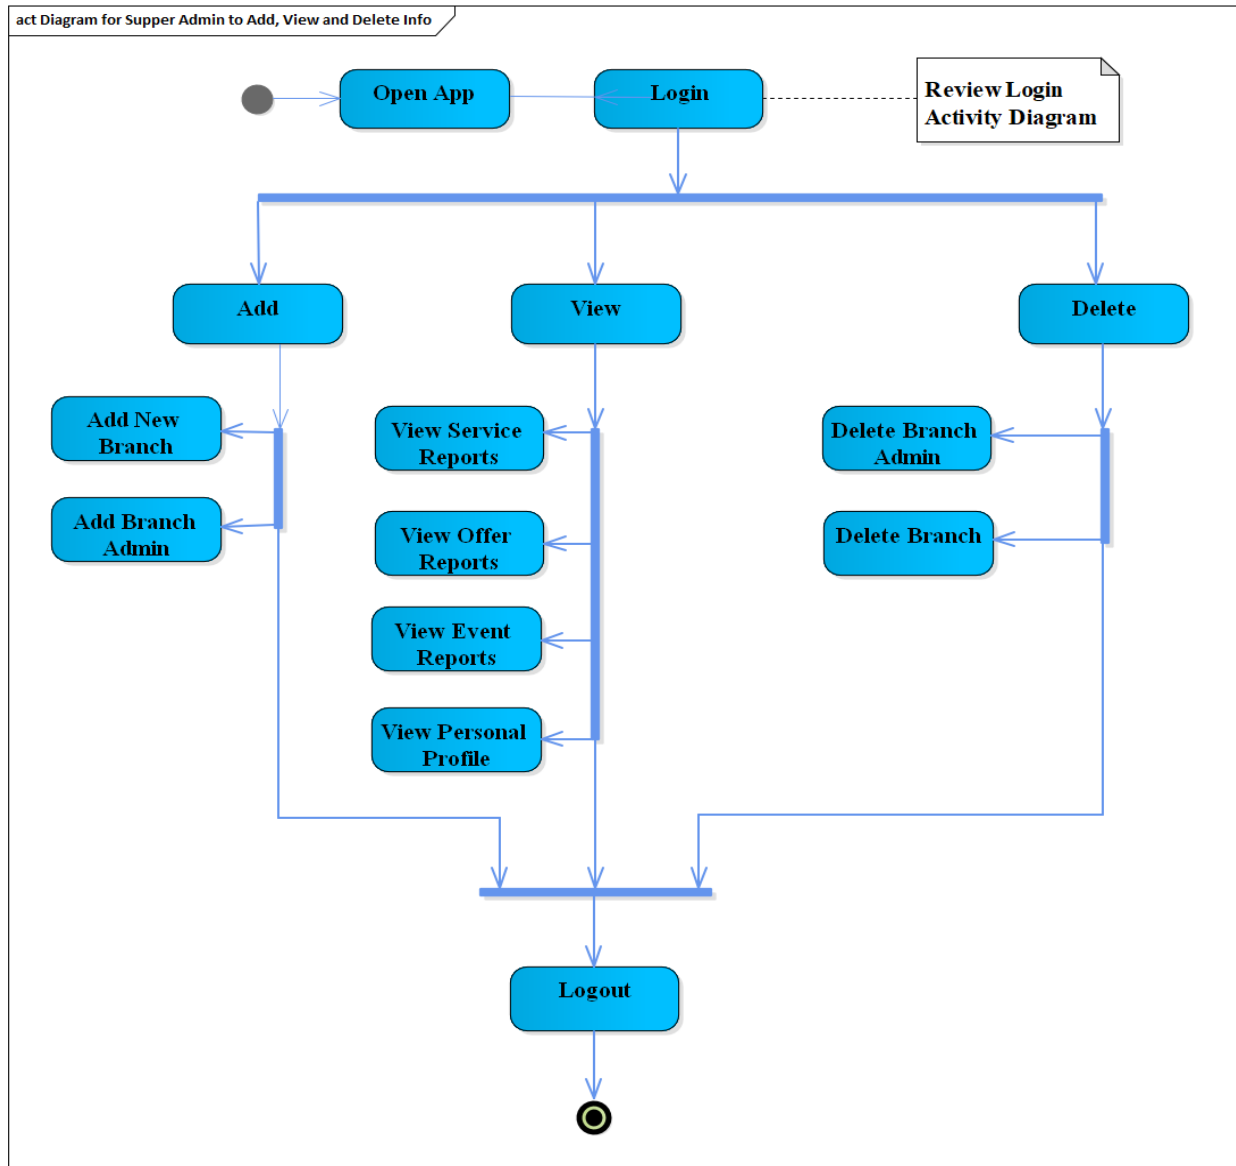 act Diagram for Supper Admin to Add, View and Delete Info
Open App
Login
Review Login
Activity Diagram
Add
View
Delete
Add New
Branch
Add Branch
Admin
View Service
Reports
View Offer
Reports
View Event
Reports
View Personal
Profile
Delete Branch
Admin
Delete Branch
Logout